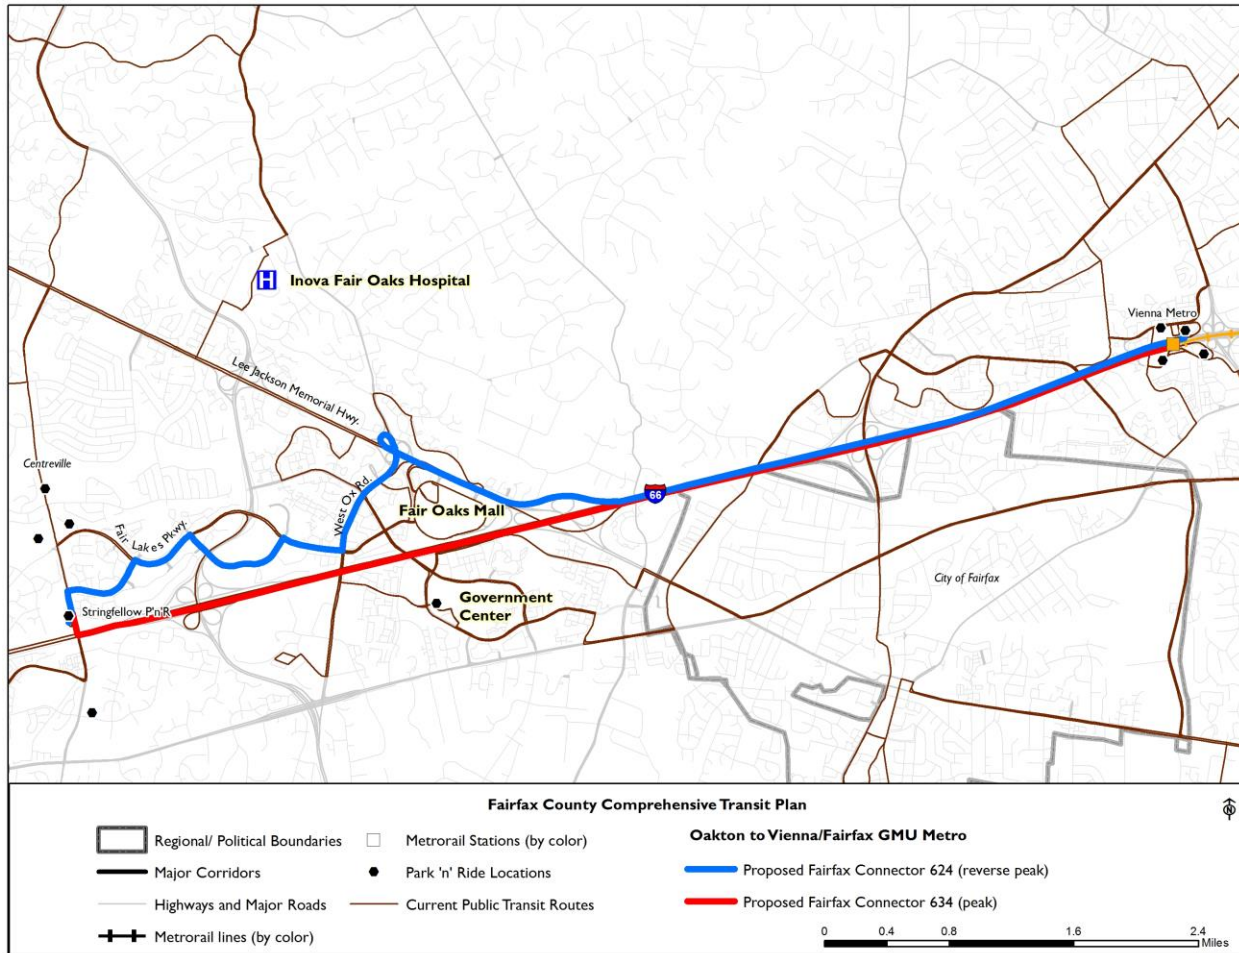 Vienna Metro
H
Inova Fair Oaks Hospital
Lee Jackson Memorial Hwy.
Centreville
West Ox Rd.
Fair Oaks Mall
66
Fair Lakes Pkwy.
City of Fairfax
Government
Center
Stringfellow P'n'R
Fairfax County Comprehensive Transit Plan
N
Regional/ Political Boundaries
Major Corridors
Highways and Major Roads
Metrorail lines (by color)
Metrorail Stations (by color)
Park 'n' Ride Locations
Current Public Transit Routes
Oakton to Vienna/Fairfax GMU Metro
Proposed Fairfax Connector 624 (reverse peak)
Proposed Fairfax Connector 634 (peak)
0 0.4 0.8 1.6 2.4
Miles